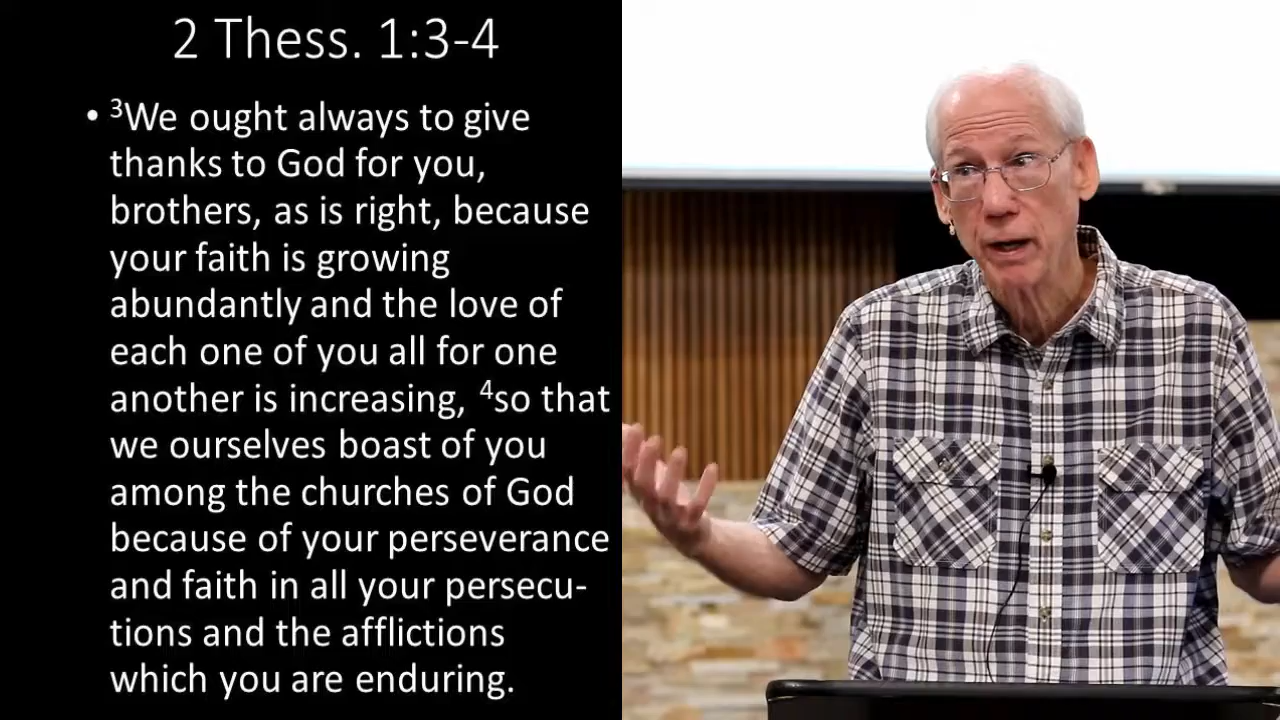 2 Thess. 1:3-4
• ³We ought always to give
thanks to God for you,
brothers, as is right, because
your faith is growing
abundantly and the love of
each one of you all for one
another is increasing, ⁴so that
we ourselves boast of you
among the churches of God
because of your perseverance
and faith in all your persecu-
tions and the afflictions
which you are enduring.